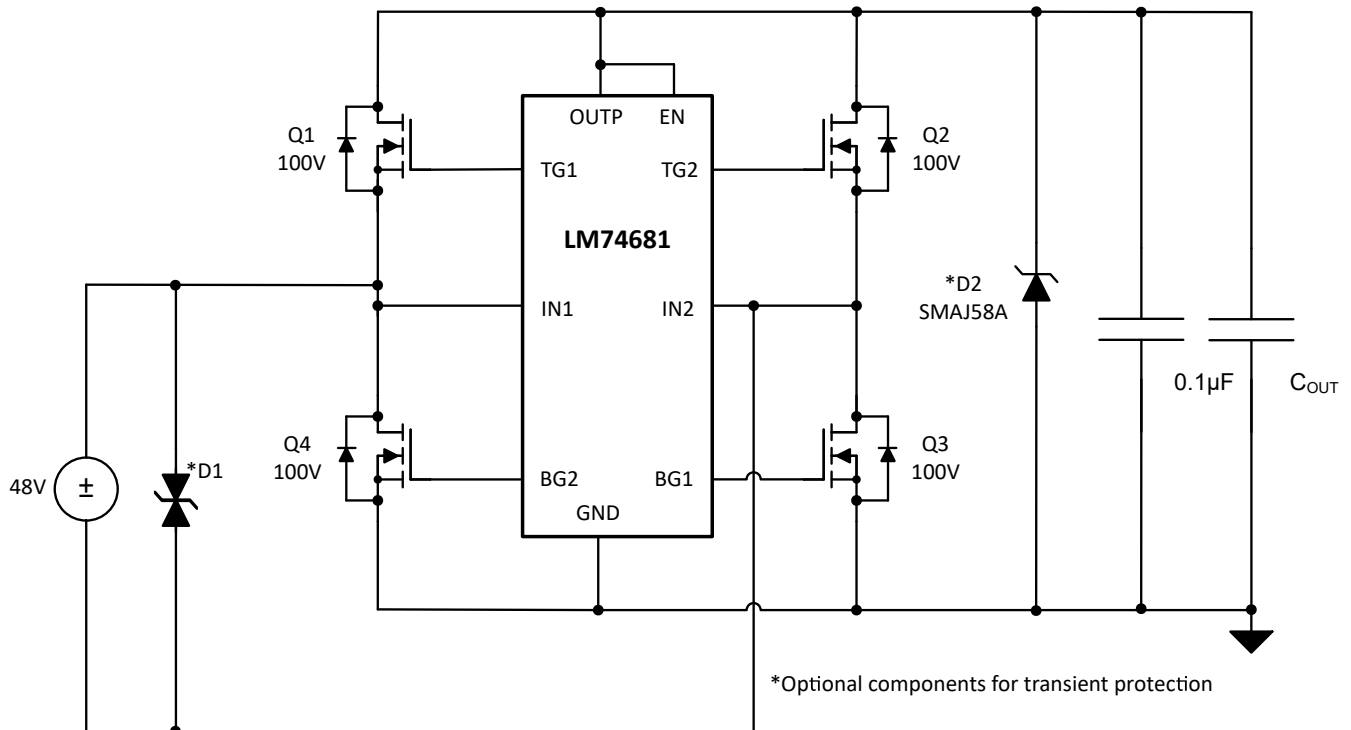 OUTP EN
Q1
100V
Q2
100V
TG1 TG2
LM74681
*D2
SMAJ58A
IN1 IN2
0.1µF COUT
Q4
100V
Q3
100V
48V
±
*D1
BG2 BG1
GND
*Optional components for transient protection